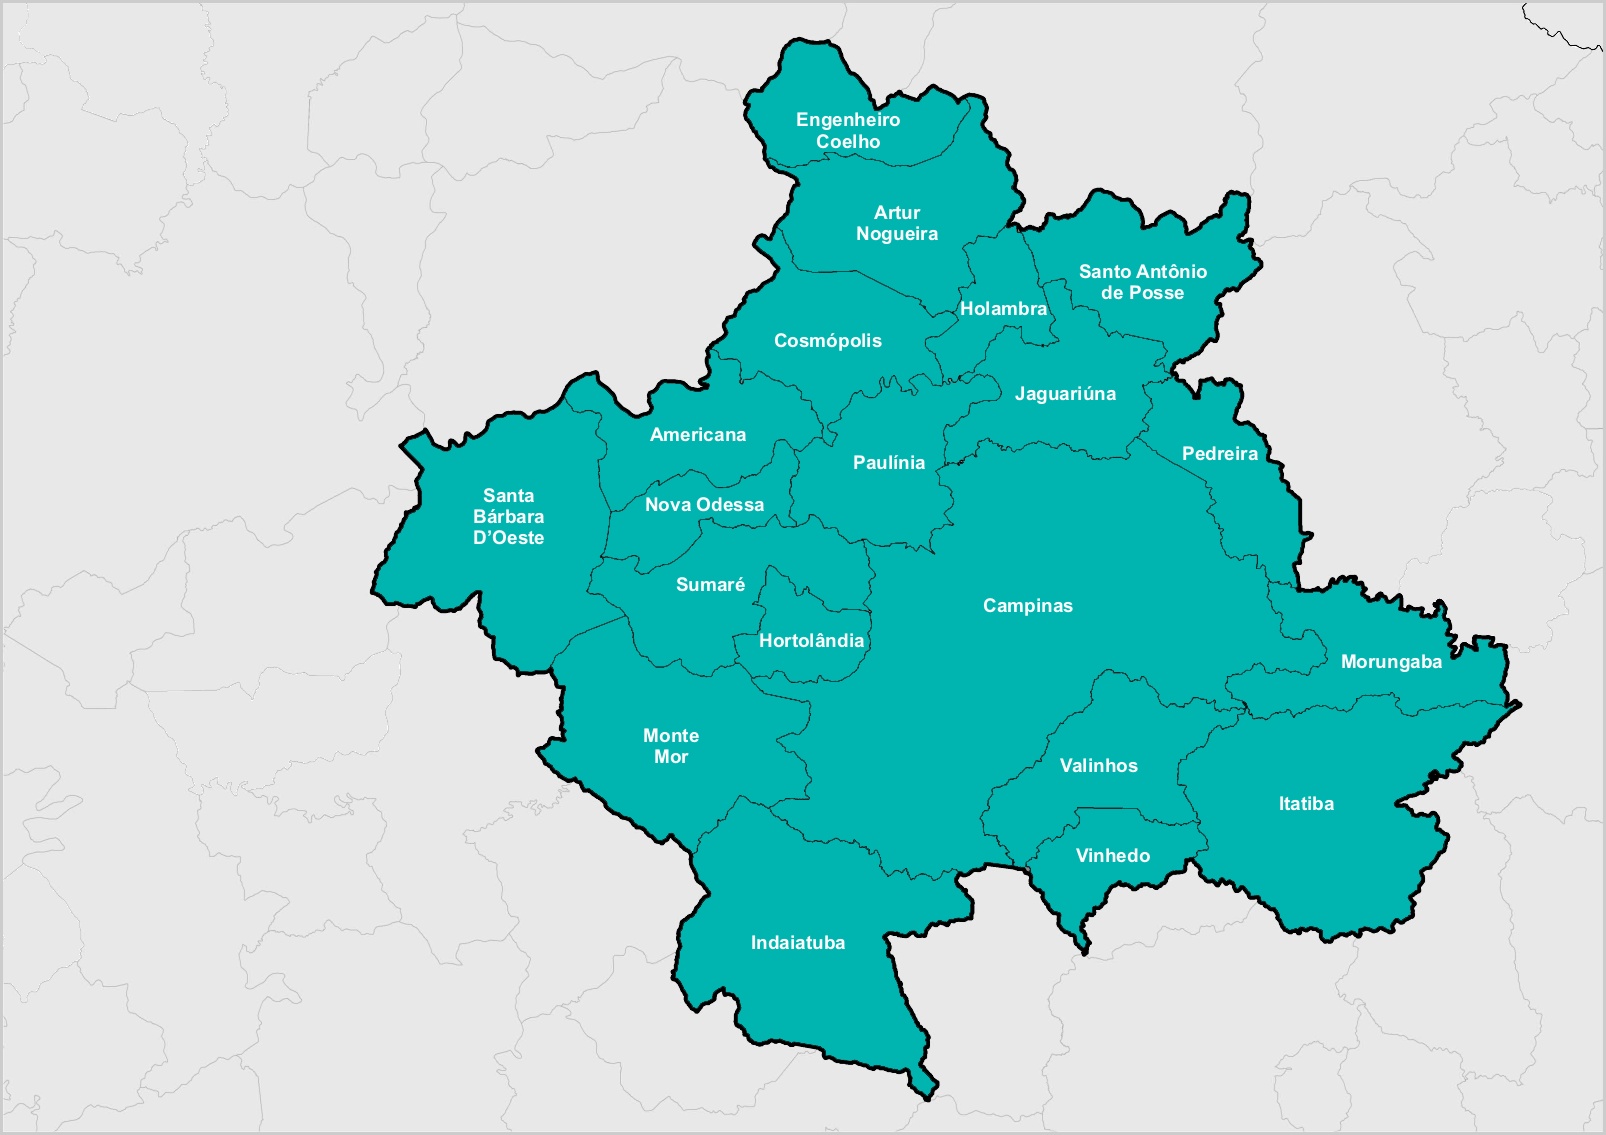 Engenheiro
Coelho
Artur
Nogueira
Santo Antônio
de Posse
Holambra
Cosmópolis
Jaguariúna
Americana
Pedreira
Paulínia
Santa
Bárbara
D’Oeste
Nova Odessa
Sumaré
Campinas
Hortolândia
Morungaba
Monte
Mor
Valinhos
Itatiba
Vinhedo
Indaiatuba